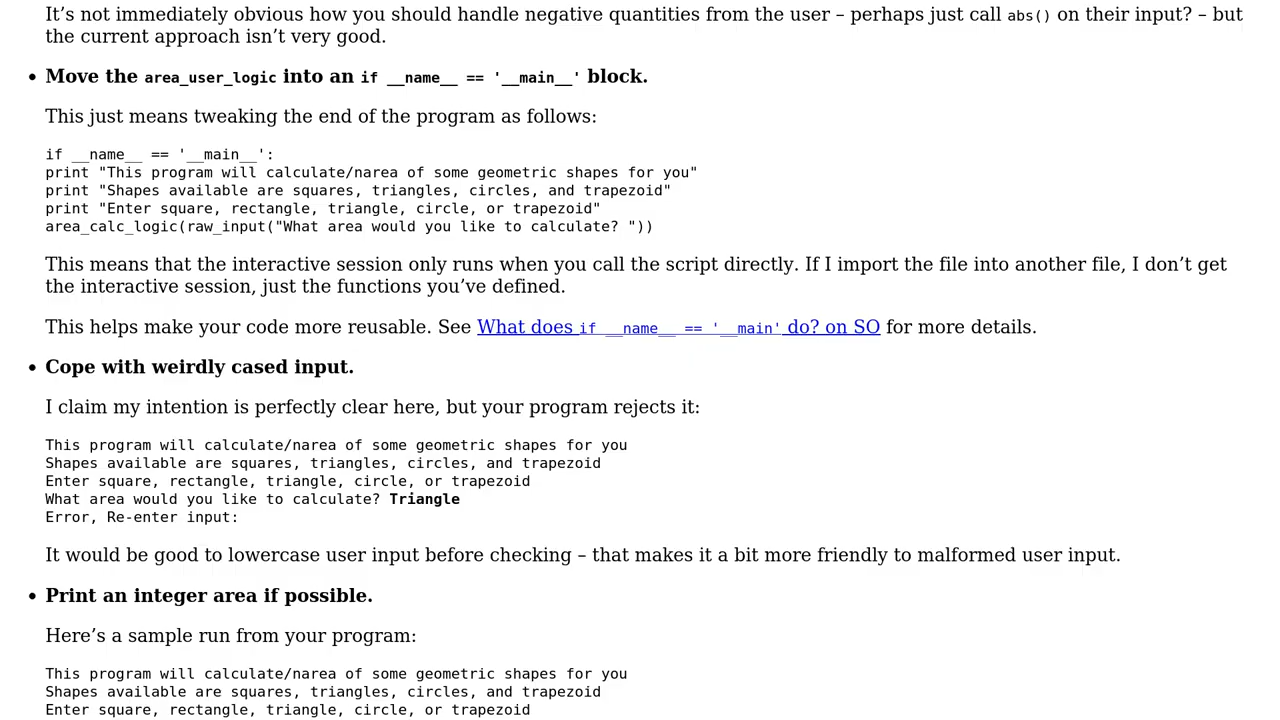 It’s not immediately obvious how you should handle negative quantities from the user – perhaps just call abs() on their input? – but
the current approach isn’t very good.
• Move the area_user_logic into an if __name__ == '__main__' block.
This just means tweaking the end of the program as follows:
if __name__ == '__main__':
print "This program will calculate/narea of some geometric shapes for you"
print "Shapes available are squares, triangles, circles, and trapezoid"
print "Enter square, rectangle, triangle, circle, or trapezoid"
area_calc_logic(raw_input("What area would you like to calculate? "))
This means that the interactive session only runs when you call the script directly. If I import the file into another file, I don’t get
the interactive session, just the functions you’ve defined.
This helps make your code more reusable. See What does if __name__ == '__main' do? on SO for more details.
• Cope with weirdly cased input.
I claim my intention is perfectly clear here, but your program rejects it:
This program will calculate/narea of some geometric shapes for you
Shapes available are squares, triangles, circles, and trapezoid
Enter square, rectangle, triangle, circle, or trapezoid
What area would you like to calculate? Triangle
Error, Re-enter input:
It would be good to lowercase user input before checking – that makes it a bit more friendly to malformed user input.
• Print an integer area if possible.
Here’s a sample run from your program:
This program will calculate/narea of some geometric shapes for you
Shapes available are squares, triangles, circles, and trapezoid
Enter square, rectangle, triangle, circle, or trapezoid